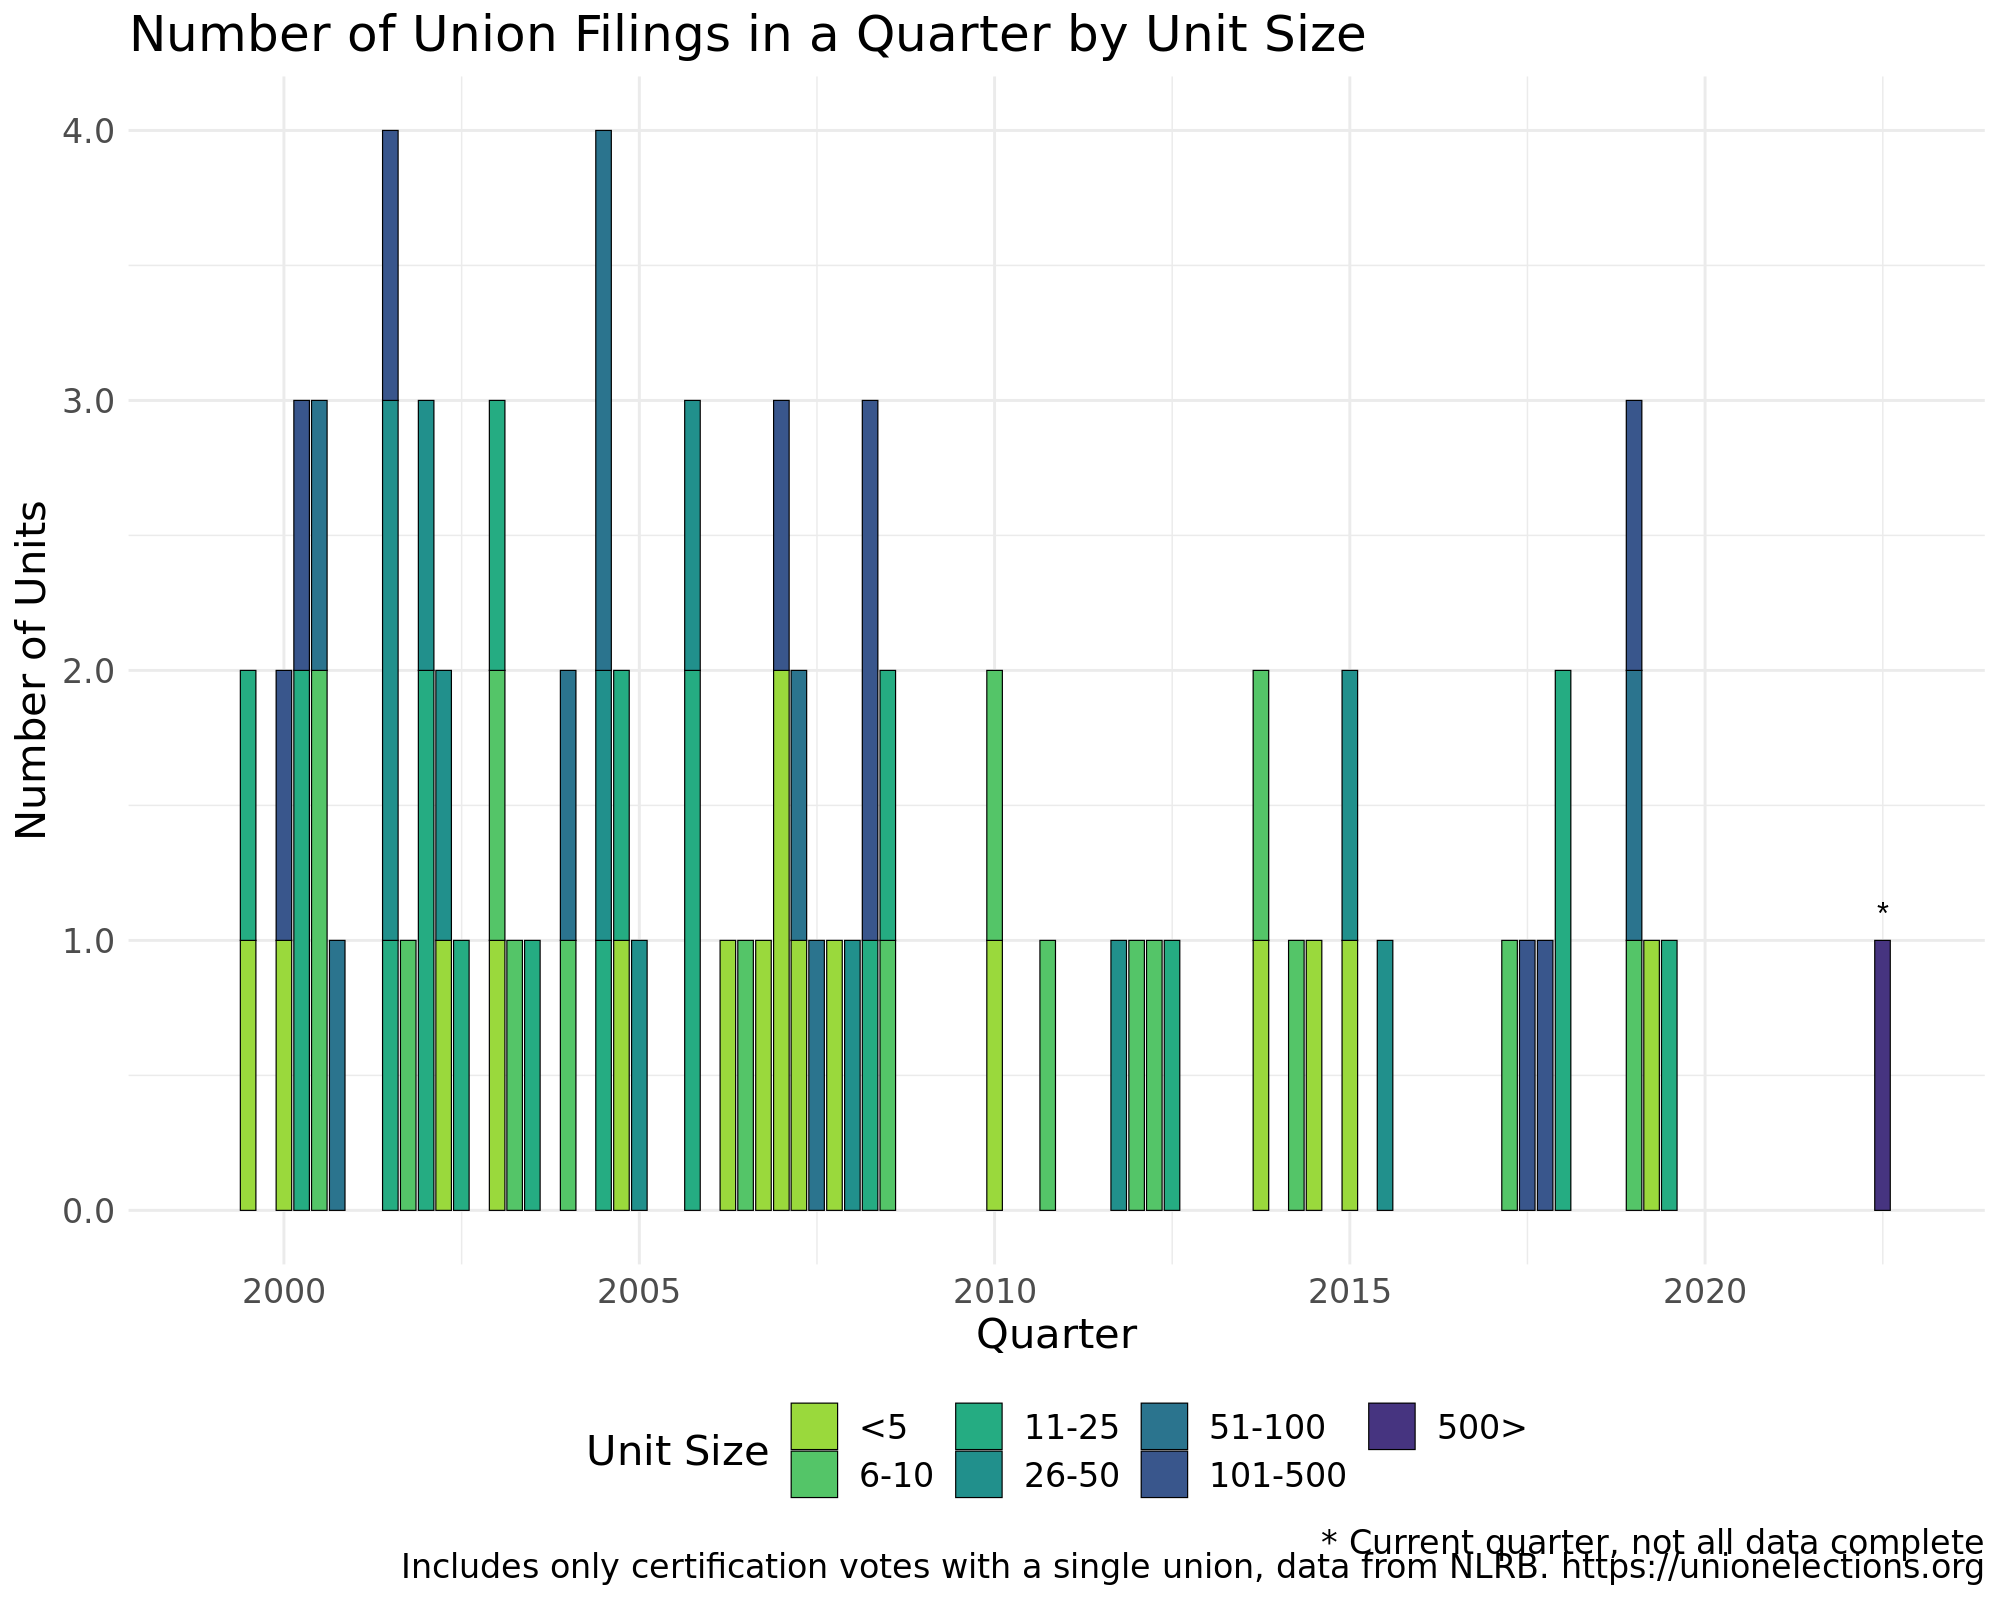 Number of Union Filings in a Quarter by Unit Size
Number of Units
4.0
3.0
2.0
1.0
0.0
*
2000 2005 2010 2015 2020
Quarter
Unit Size
<5 11-25 51-100 500>
6-10 26-50 101-500
* Current quarter, not all data complete
Includes only certification votes with a single union, data from NLRB. https://unionelections.org